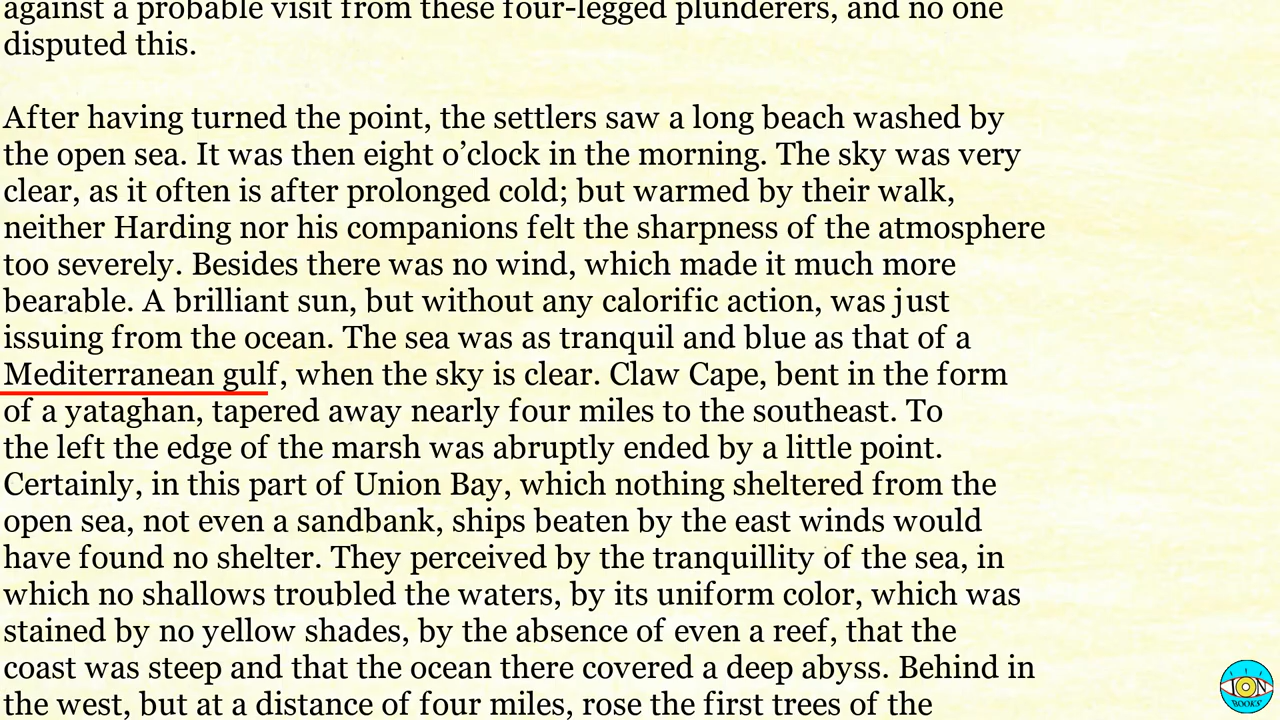 against a probable visit from these four-legged plunderers, and no one
disputed this.
After having turned the point, the settlers saw a long beach washed by
the open sea. It was then eight o’clock in the morning. The sky was very
clear, as it often is after prolonged cold; but warmed by their walk,
neither Harding nor his companions felt the sharpness of the atmosphere
too severely. Besides there was no wind, which made it much more
bearable. A brilliant sun, but without any calorific action, was just
issuing from the ocean. The sea was as tranquil and blue as that of a
Mediterranean gulf, when the sky is clear. Claw Cape, bent in the form
of a yataghan, tapered away nearly four miles to the southeast. To
the left the edge of the marsh was abruptly ended by a little point.
Certainly, in this part of Union Bay, which nothing sheltered from the
open sea, not even a sandbank, ships beaten by the east winds would
have found no shelter. They perceived by the tranquillity of the sea, in
which no shallows troubled the waters, by its uniform color, which was
stained by no yellow shades, by the absence of even a reef, that the
coast was steep and that the ocean there covered a deep abyss. Behind in
the west, but at a distance of four miles, rose the first trees of the
ION
BOOKS